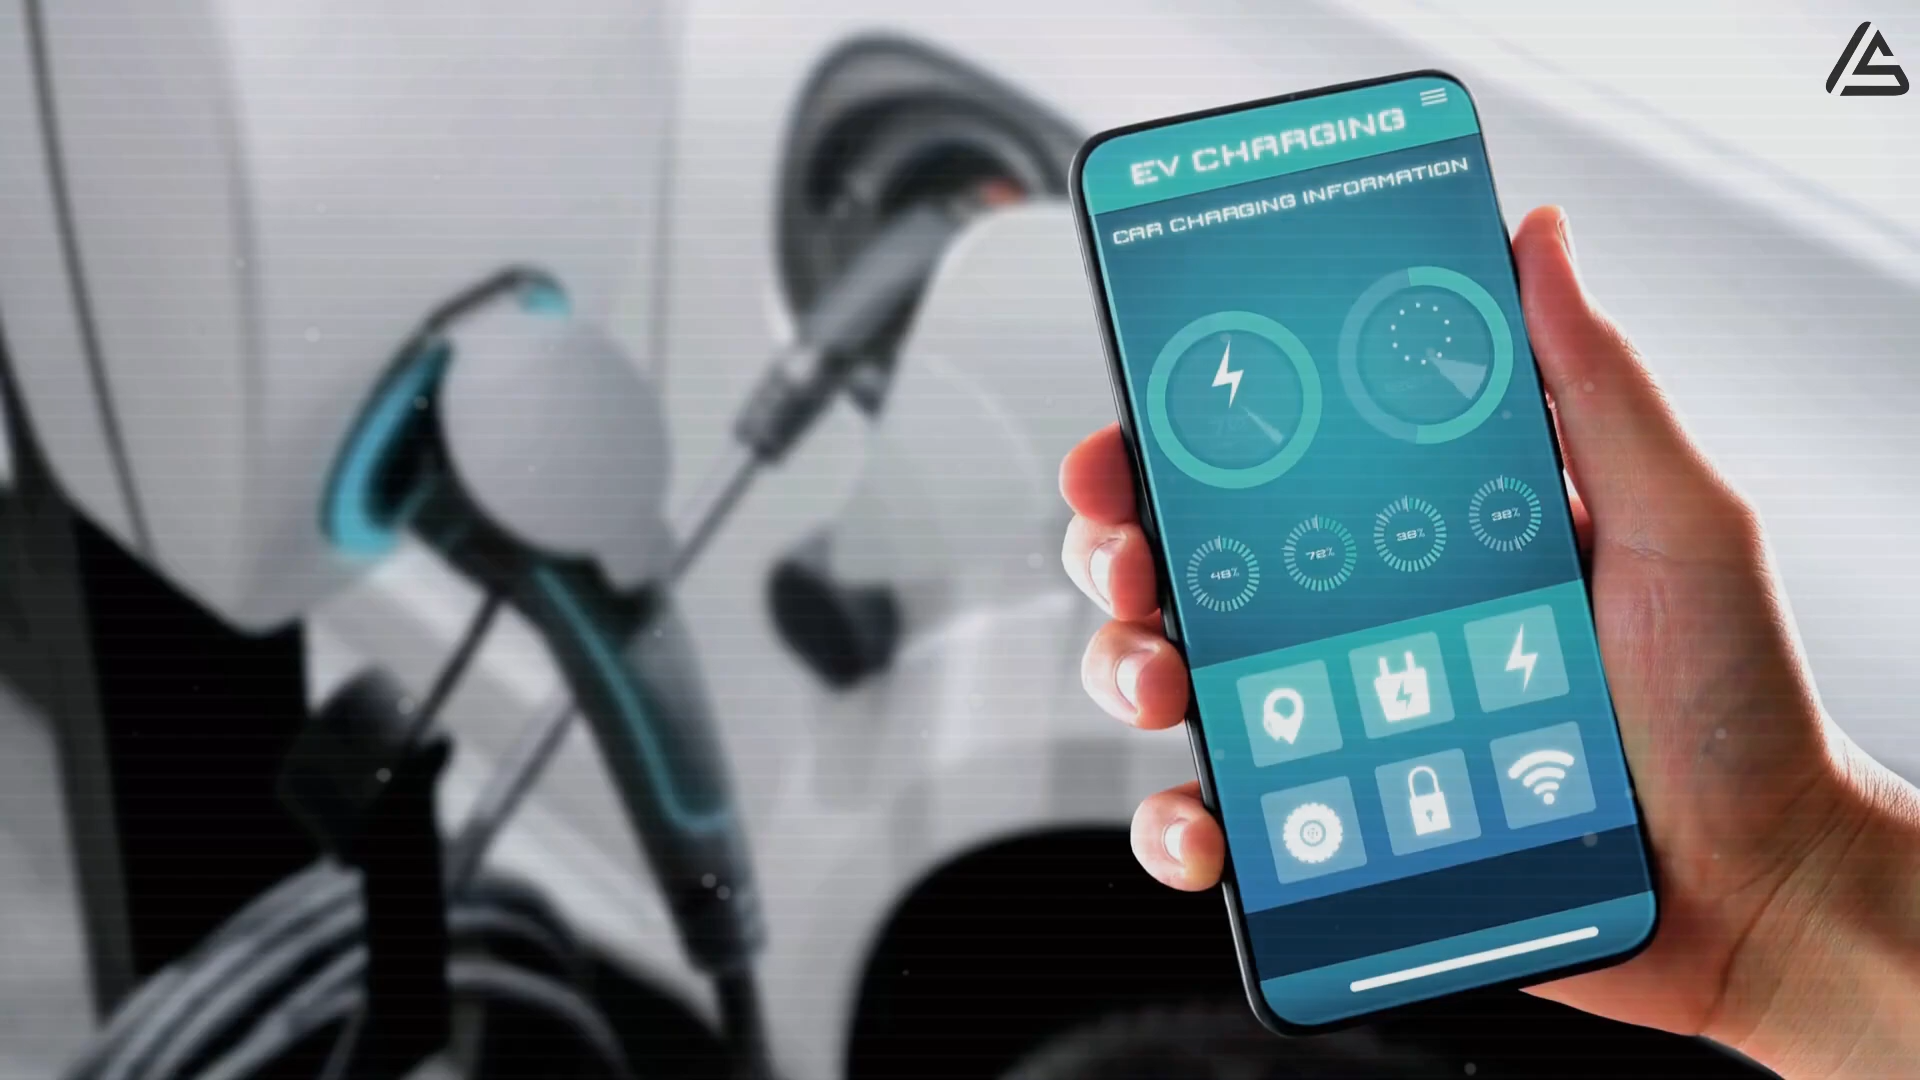 EV CHARGING
CAR CHARGING INFORMATION
48%
72%
38%
38%